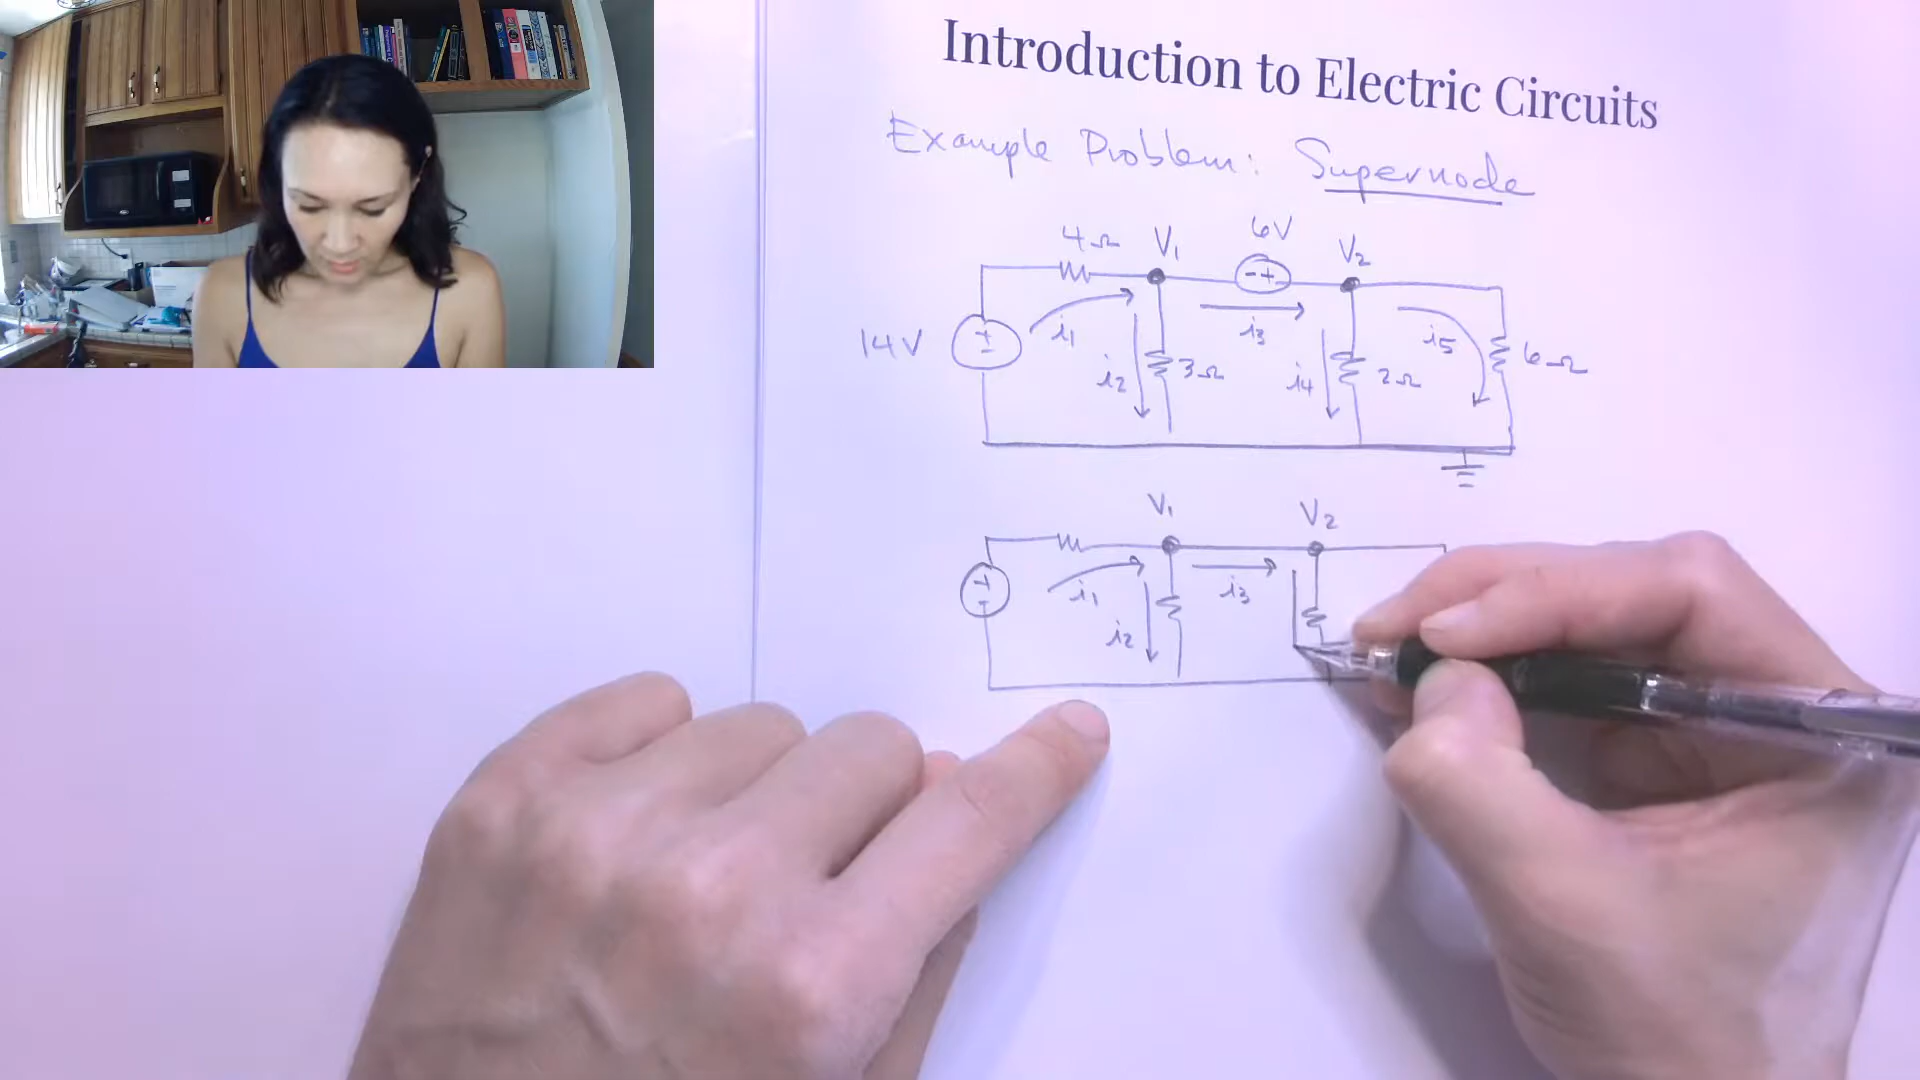 Introduction to Electric Circuits
Example Problem: Supernode
4Ω V1 6V V2
14V + - i1 i2 3Ω - + i3 i4 2Ω i5 6Ω
V1 V2
+ - i1 i2 i3